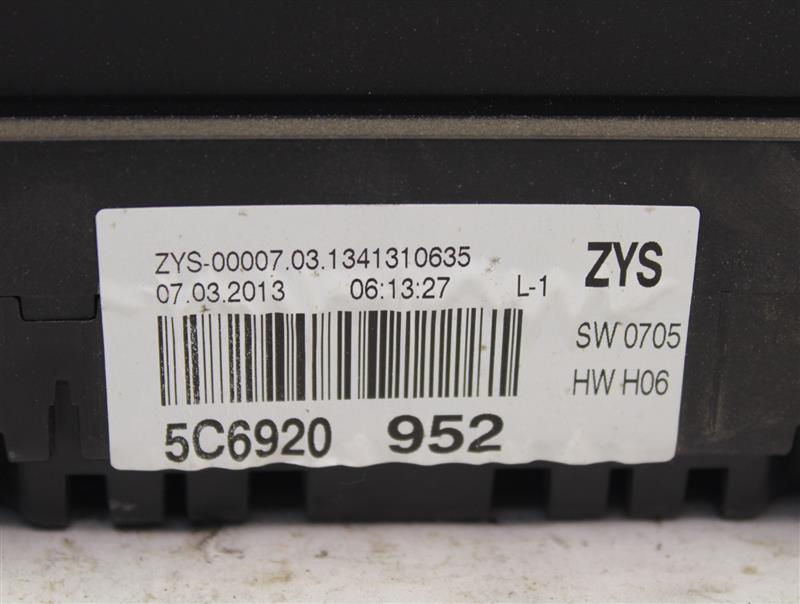 ZYS-00007.03.1341310635
07.03.2013 06:13:27 L-1
ZYS
SW 0705
HW H06
5C6920 952